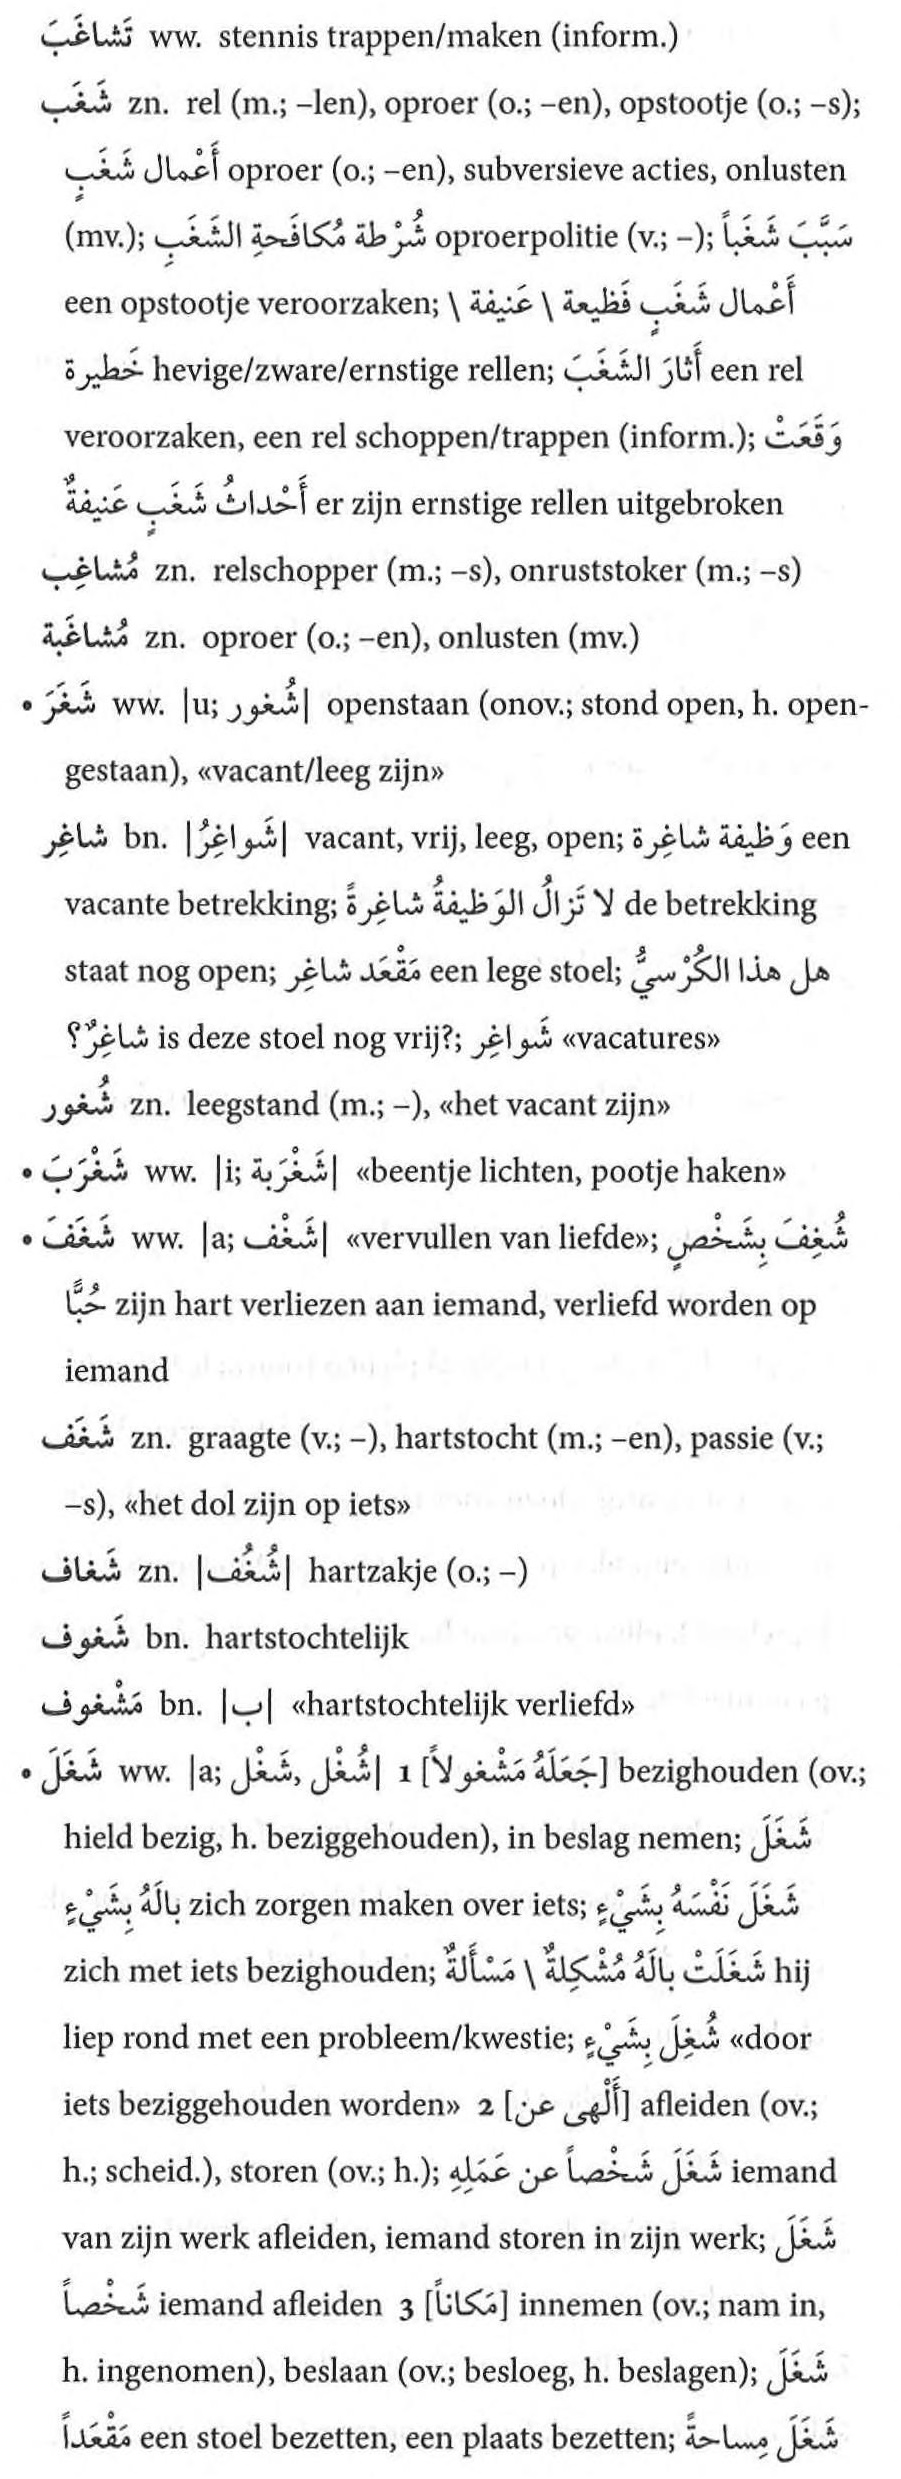 تَشاغَبَ ww. stennis trappen/maken (inform.)
شَغَب zn. rel (m.; –len), oproer (o.; –en), opstootje (o.; –s);
أَعْمال شَغَبٍ oproer (o.; –en), subversieve acties, onlusten
(mv.); شُرْطة مُكافَحةِ الشَغَبِ oproerpolitie (v.; –); سَبَّبَ شَغَباً
een opstootje veroorzaken; أَعْمال شَغَبٍ فَظيعة \ عَنيفة \
خَطيرة hevige/zware/ernstige rellen; أَثارَ الشَغَبَ een rel
veroorzaken, een rel schoppen/trappen (inform.); وَقَعَتْ
أَحْداثُ شَغَبٍ عَنيفةٌ er zijn ernstige rellen uitgebroken
مُشاغِب zn. relschopper (m.; –s), onruststoker (m.; –s)
مُشاغَبة zn. oproer (o.; –en), onlusten (mv.)
• شَغَرَ ww. |u; شُغور| openstaan (onov.; stond open, h. open-
gestaan), «vacant/leeg zijn»
شاغِر bn. |شَواغِرُ| vacant, vrij, leeg, open; وَظيفة شاغِرة een
vacante betrekking; لا تَزالُ الوَظيفةُ شاغِرةً de betrekking
staat nog open; مَقْعَد شاغِر een lege stoel; هل هذا الكُرْسيُّ
شاغِرٌ؟ is deze stoel nog vrij?; شَواغِر «vacatures»
شُغور zn. leegstand (m.; –), «het vacant zijn»
• شَغْرَبَ ww. |i; شَغْرَبة| «beentje lichten, pootje haken»
• شَغَفَ ww. |a; شَغْف| «vervullen van liefde»; شُغِفَ بِشَخْصٍ
حُبًّا zijn hart verliezen aan iemand, verliefd worden op
iemand
شَغَف zn. graagte (v.; –), hartstocht (m.; –en), passie (v.;
–s), «het dol zijn op iets»
شَغاف zn. |شُغُف| hartzakje (o.; –)
شَغوف bn. hartstochtelijk
مَشْغوف bn. |ب| «hartstochtelijk verliefd»
• شَغَلَ ww. |a; شُغْل, شَغْل| 1 [جَعَلَهُ مَشْغولاً] bezighouden (ov.;
hield bezig, h. beziggehouden), in beslag nemen; شَغَلَ
بالَهُ بِشَيْءٍ zich zorgen maken over iets; شَغَلَ نَفْسَهُ بِشَيْءٍ
zich met iets bezighouden; شَغَلَتْ بالَهُ مُشْكِلةٌ \ مَسْأَلةٌ hij
liep rond met een probleem/kwestie; شُغِلَ بِشَيْءٍ «door
iets beziggehouden worden» 2 [أَلْهى عن] afleiden (ov.;
h.; scheid.), storen (ov.; h.); شَغَلَ شَخْصاً عن عَمَلِهِ iemand
van zijn werk afleiden, iemand storen in zijn werk; شَغَلَ
شَخْصاً iemand afleiden 3 [مَكاناً] innemen (ov.; nam in,
h. ingenomen), beslaan (ov.; besloeg, h. beslagen); شَغَلَ
مَقْعَداً een stoel bezetten, een plaats bezetten; شَغَلَ مِساحةً